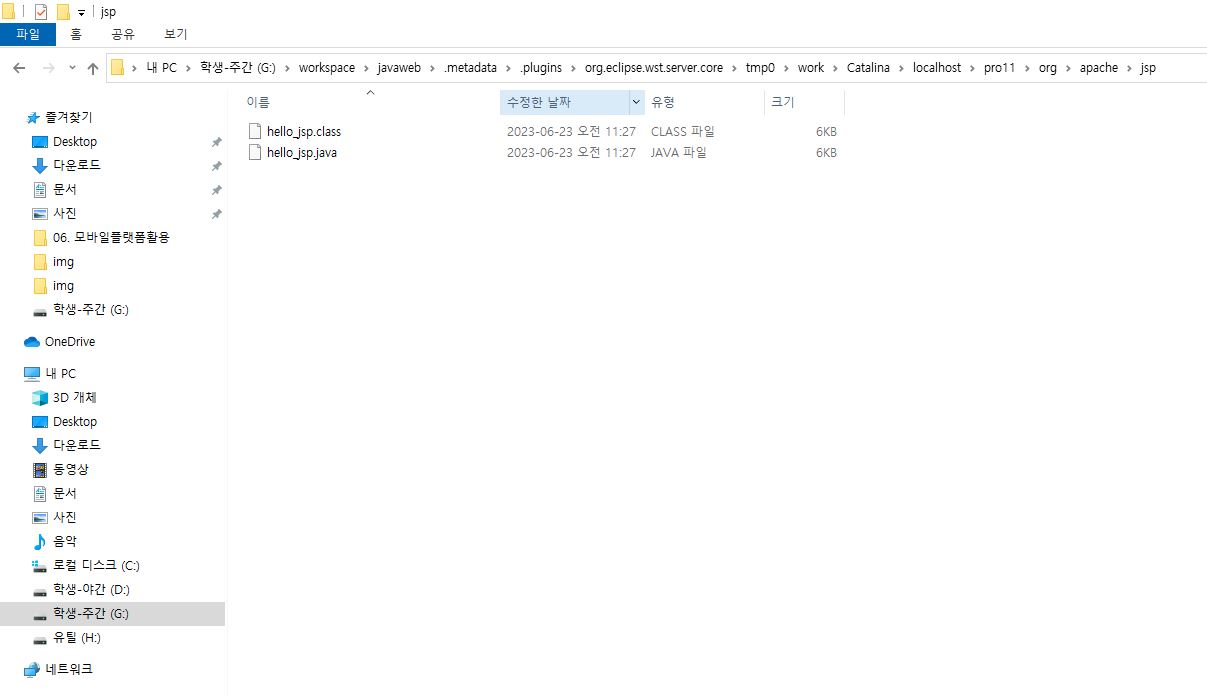 jsp
파일 홈 공유 보기
내 PC 학생-주간 (G:) workspace javaweb .metadata .plugins org.eclipse.wst.server.core tmp0 work Catalina localhost pro11 org apache jsp
이름 수정한 날짜 유형 크기
hello_jsp.class 2023-06-23 오전 11:27 CLASS 파일 6KB
hello_jsp.java 2023-06-23 오전 11:27 JAVA 파일 6KB
즐겨찾기
Desktop
다운로드
문서
사진
06. 모바일플랫폼활용
img
img
학생-주간 (G:)
OneDrive
내 PC
3D 개체
Desktop
다운로드
동영상
문서
사진
음악
로컬 디스크 (C:)
학생-야간 (D:)
학생-주간 (G:)
유틸 (H:)
네트워크